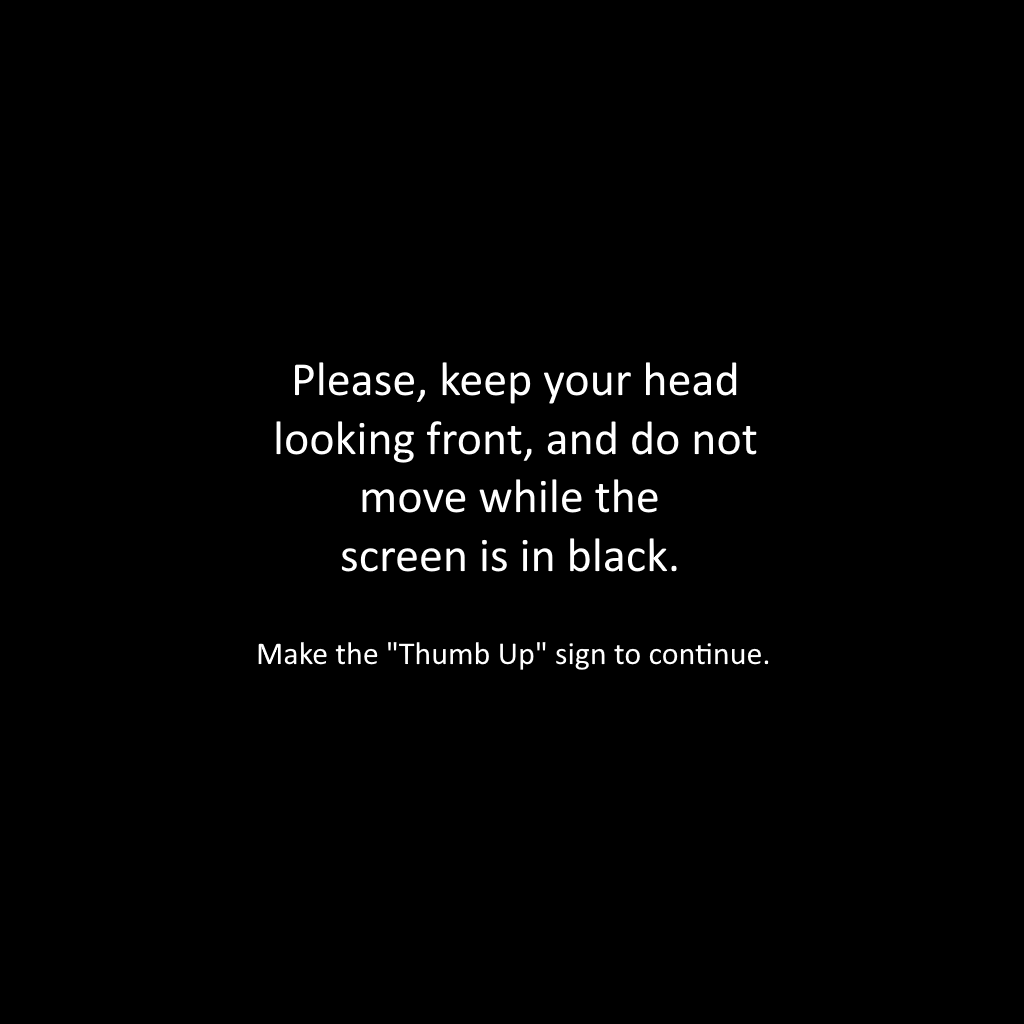 Please, keep your head
looking front, and do not
move while the
screen is in black.
Make the "Thumb Up" sign to continue.